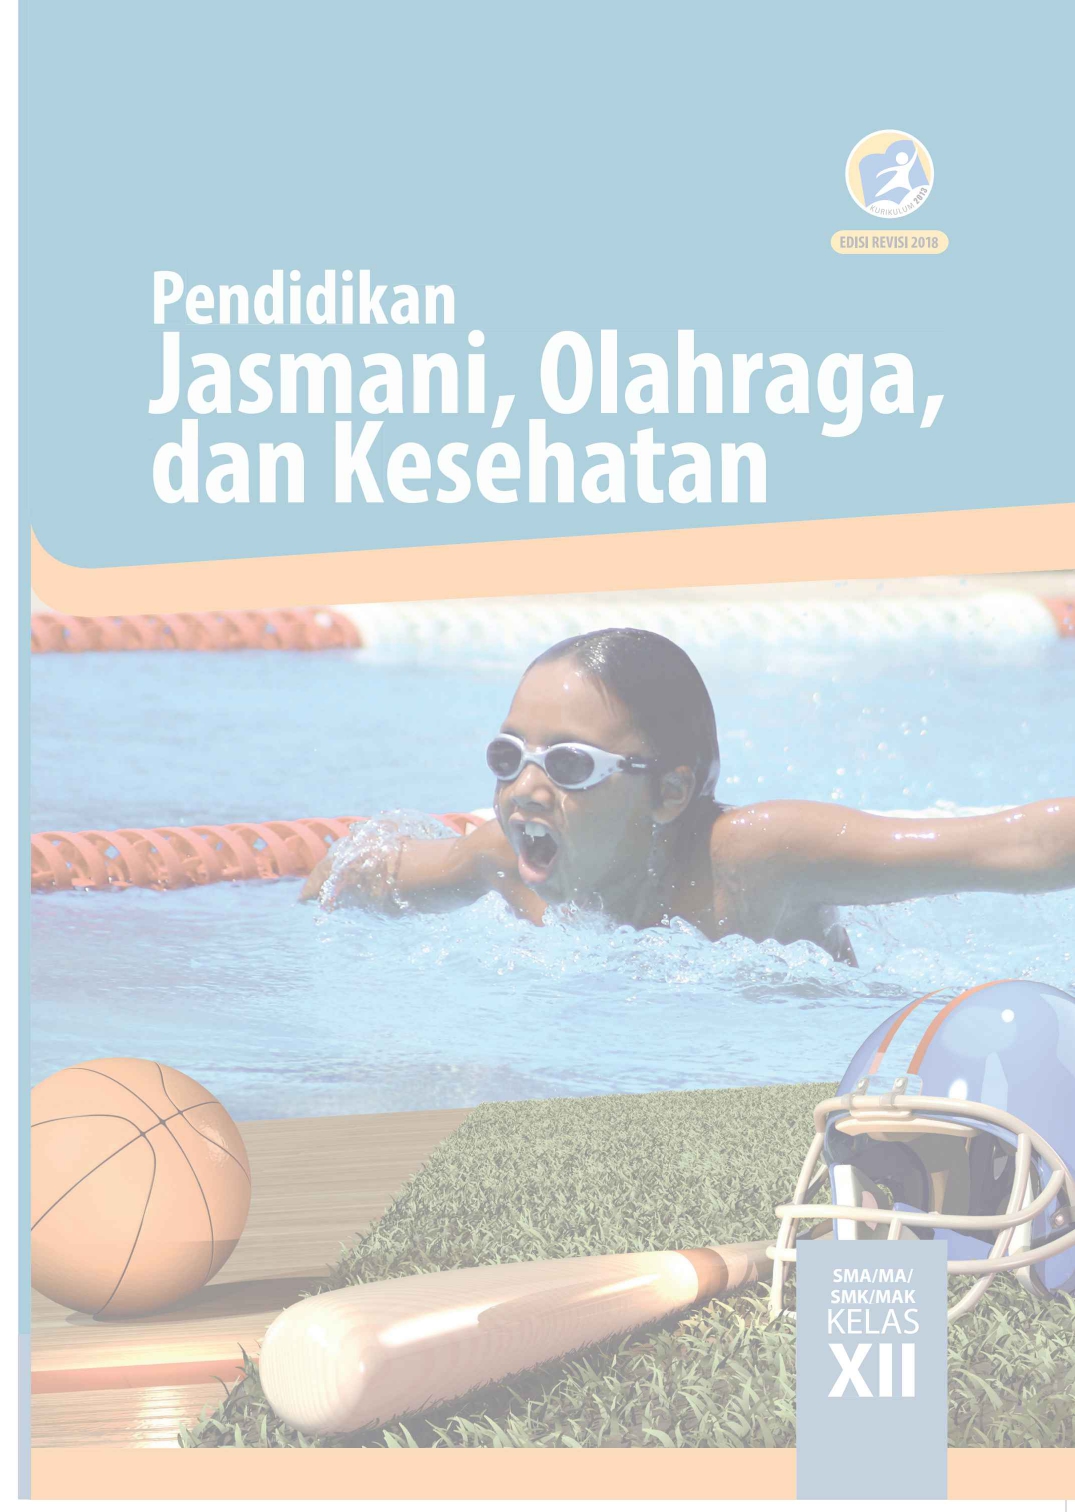 KURIKULUM 2013
EDISI REVISI 2018
Pendidikan
Jasmani, Olahraga,
dan Kesehatan
SMA/MA/
SMK/MAK
KELAS
XII